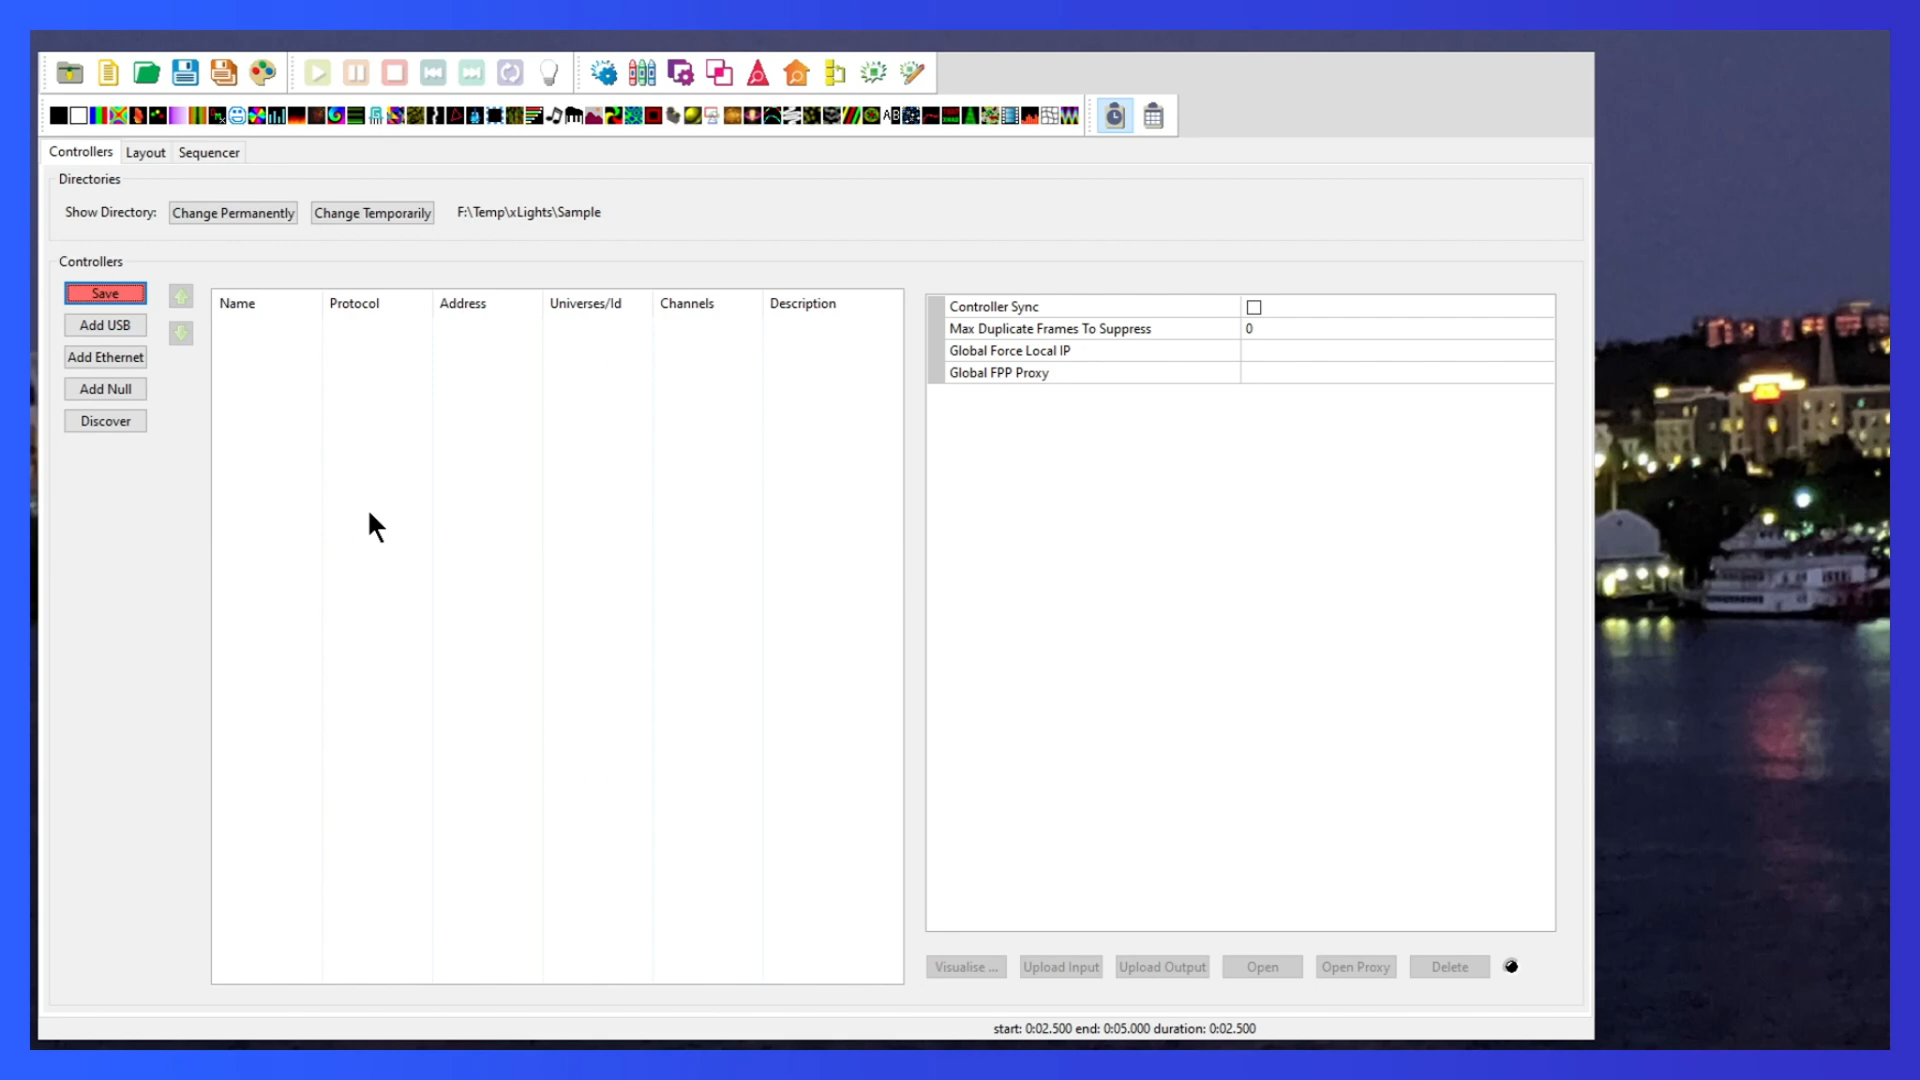 Controllers Layout Sequencer
Directories
Show Directory: Change Permanently Change Temporarily F:\Temp\xLights\Sample
Controllers
Save
Add USB
Add Ethernet
Add Null
Discover
Name Protocol Address Universes/Id Channels Description
Controller Sync
Max Duplicate Frames To Suppress 0
Global Force Local IP
Global FPP Proxy
Visualise ... Upload Input Upload Output Open Open Proxy Delete
start: 0:02.500 end: 0:05.000 duration: 0:02.500